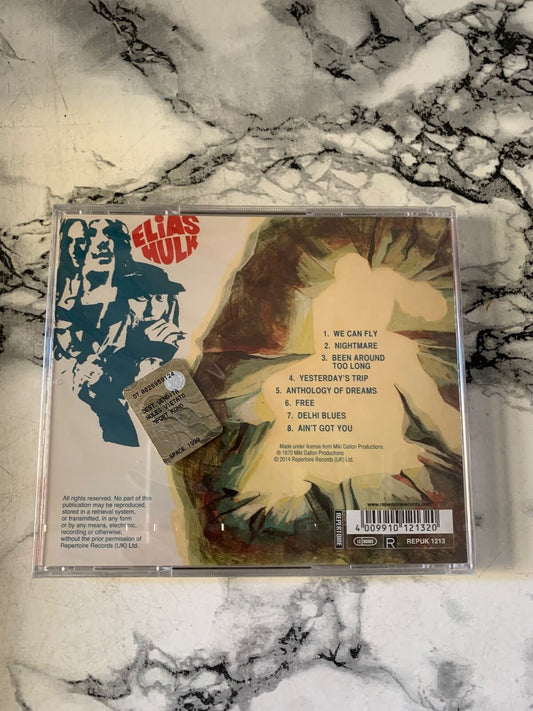 ELiAS
HULK
1. WE CAN FLY
2. NIGHTMARE
3. BEEN AROUND
TOO LONG
4. YESTERDAY'S TRIP
5. ANTHOLOGY OF DREAMS
6. FREE
7. DELHI BLUES
8. AIN'T GOT YOU
Made under license from Miki Dallon Productions
℗ 1970 Miki Dallon Productions
© 2014 Repertoire Records (UK) Ltd.
All rights reserved. No part of this
publication may be reproduced,
stored in a retrieval system,
or transmitted, in any form
or by any means, electronic,
recording or otherwise,
without the prior permission of
Repertoire Records (UK) Ltd.
REPERTOIRE
4 009910 121320
R
REPUK 1213